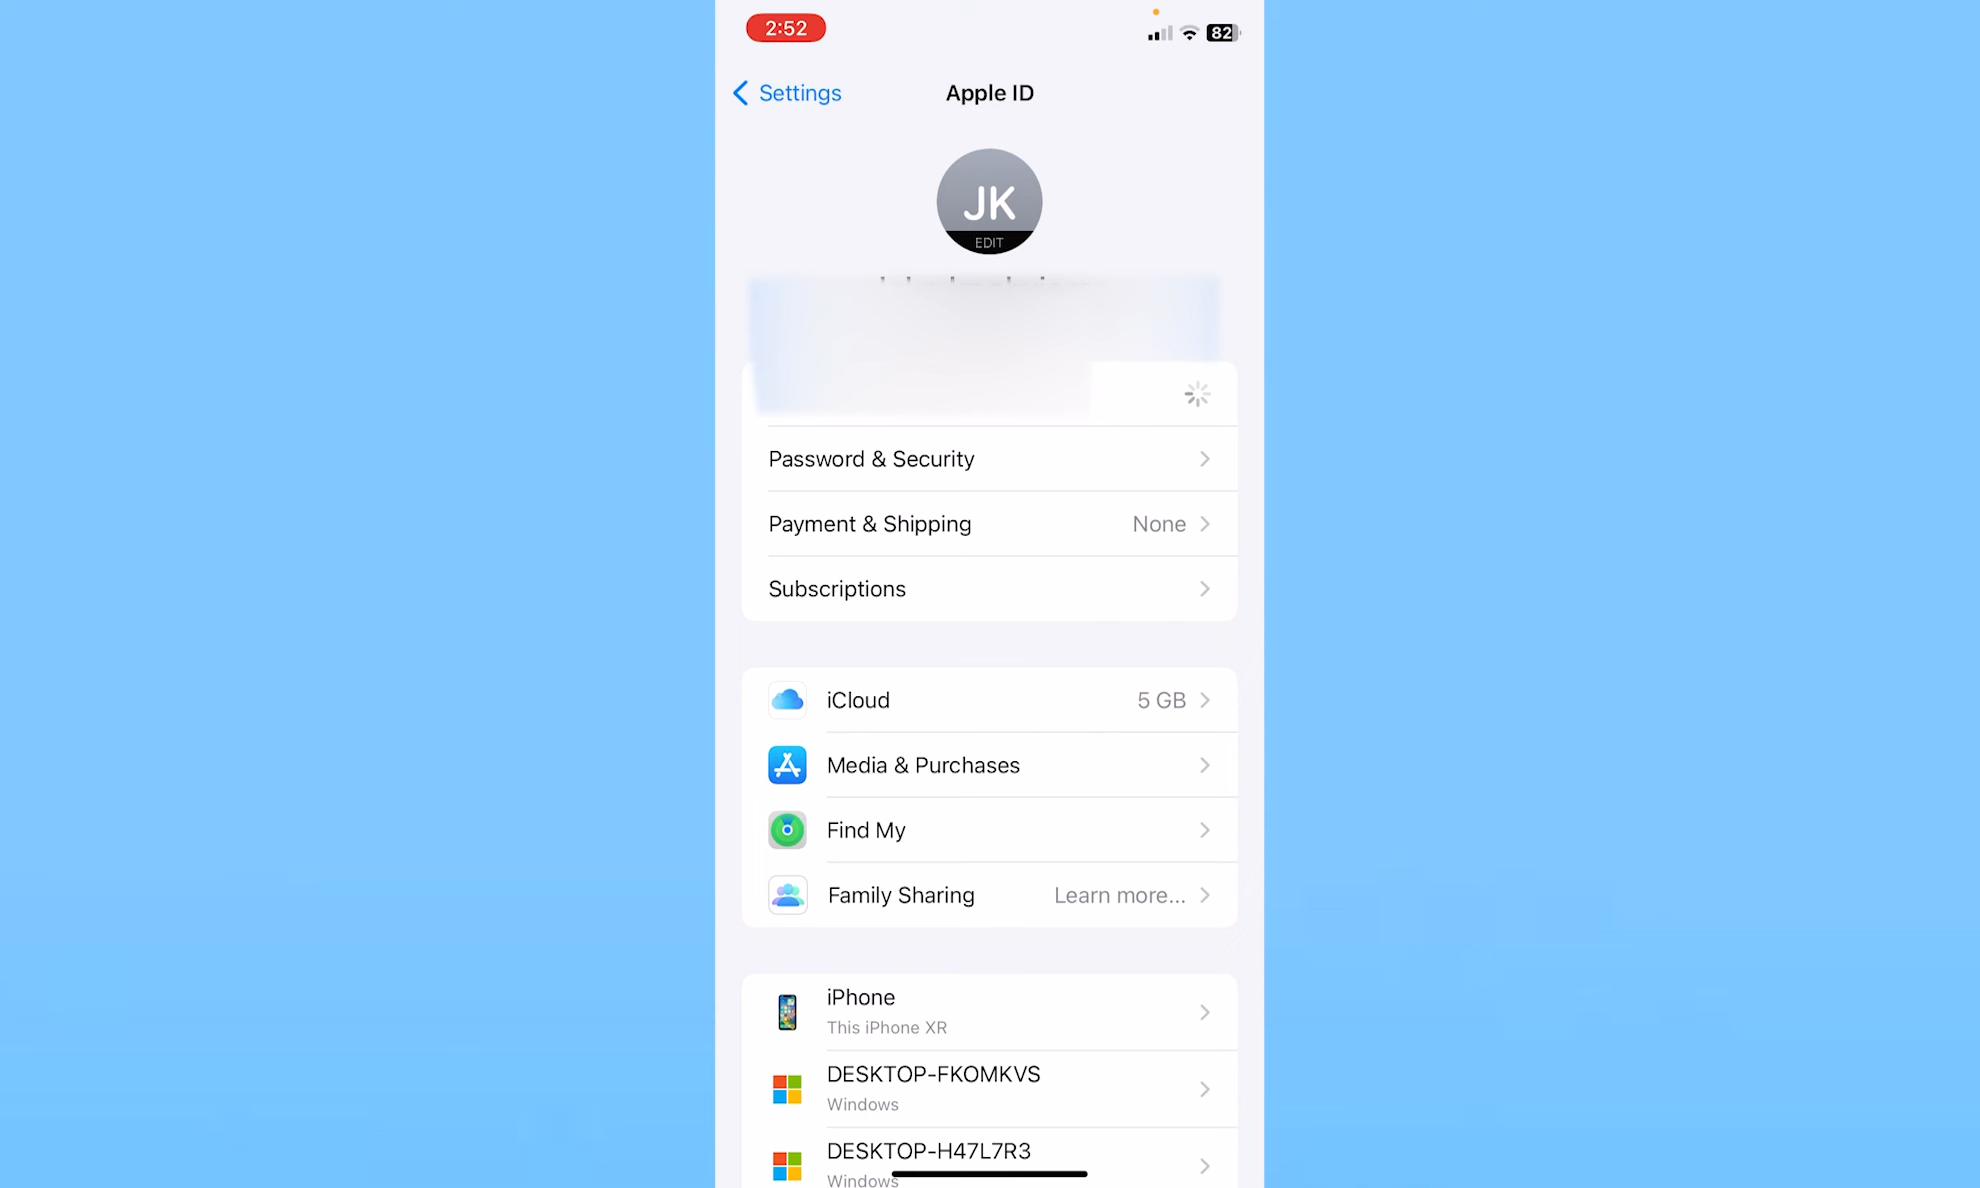 2:52
82
Settings
Apple ID
JK
EDIT
Password & Security
Payment & Shipping None
Subscriptions
iCloud 5 GB
Media & Purchases
Find My
Family Sharing Learn more...
iPhone
This iPhone XR
DESKTOP-FKOMKVS
Windows
DESKTOP-H47L7R3
Windows